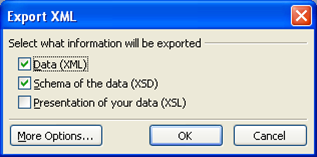 Export XML
Select what information will be exported
Data (XML)
Schema of the data (XSD)
Presentation of your data (XSL)
More Options... OK Cancel